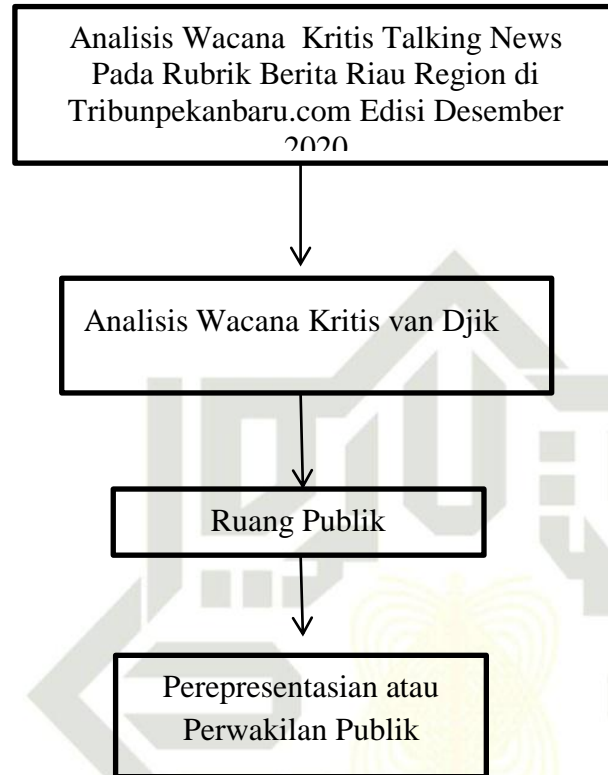 Analisis Wacana Kritis Talking News
Pada Rubrik Berita Riau Region di
Tribunpekanbaru.com Edisi Desember
2020
Analisis Wacana Kritis van Djik
Ruang Publik
Perepresentasian atau
Perwakilan Publik